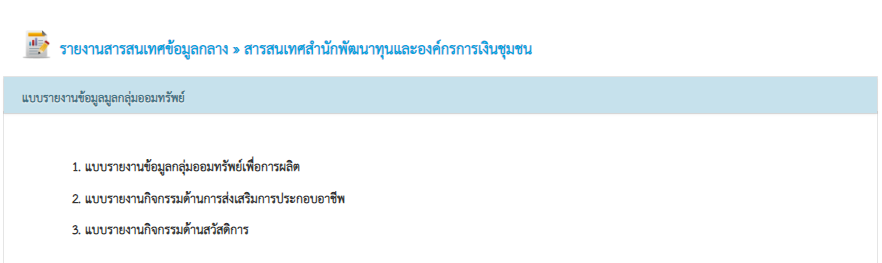 รายงานสารสนเทศข้อมูลกลาง » สารสนเทศสำนักพัฒนาทุนและองค์กรการเงินชุมชน
แบบรายงานข้อมูลมูลกลุ่มออมทรัพย์
1. แบบรายงานข้อมูลกลุ่มออมทรัพย์เพื่อการผลิต
2. แบบรายงานกิจกรรมด้านการส่งเสริมการประกอบอาชีพ
3. แบบรายงานกิจกรรมด้านสวัสดิการ